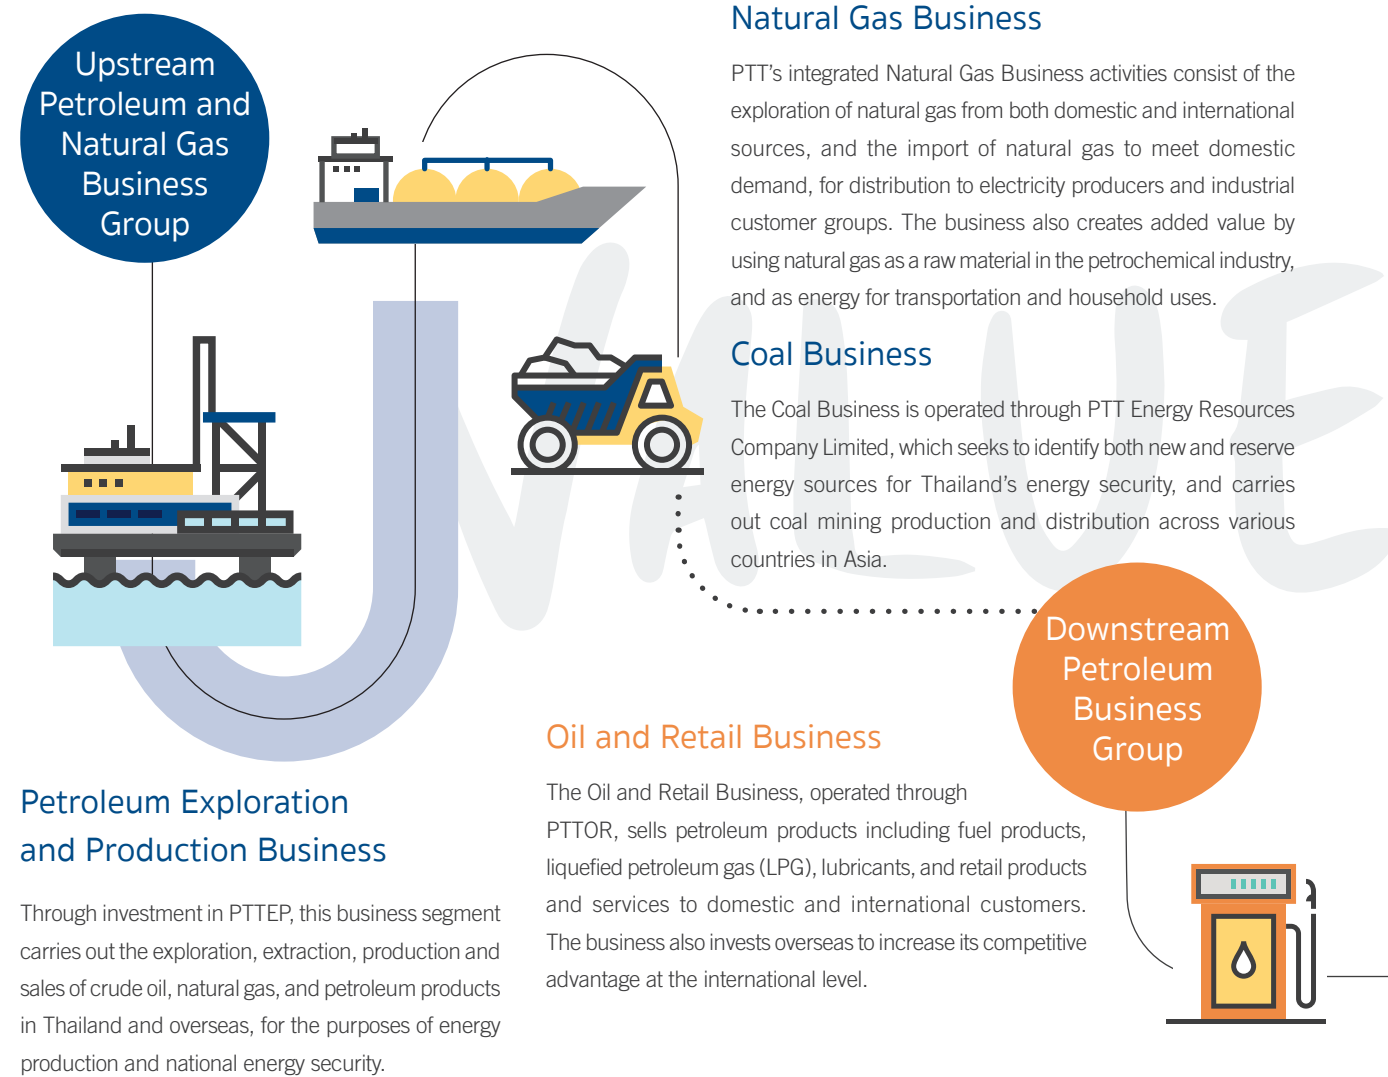 Upstream
Petroleum and
Natural Gas
Business
Group
Natural Gas Business
PTT's integrated Natural Gas Business activities consist of the
exploration of natural gas from both domestic and international
sources, and the import of natural gas to meet domestic
demand, for distribution to electricity producers and industrial
customer groups. The business also creates added value by
using natural gas as a raw material in the petrochemical industry,
and as energy for transportation and household uses.
VALUE
Coal Business
The Coal Business is operated through PTT Energy Resources
Company Limited, which seeks to identify both new and reserve
energy sources for Thailand's energy security, and carries
out coal mining production and distribution across various
countries in Asia.
Downstream
Petroleum
Business
Group
Petroleum Exploration
and Production Business
Through investment in PTTEP, this business segment
carries out the exploration, extraction, production and
sales of crude oil, natural gas, and petroleum products
in Thailand and overseas, for the purposes of energy
production and national energy security.
Oil and Retail Business
The Oil and Retail Business, operated through
PTTOR, sells petroleum products including fuel products,
liquefied petroleum gas (LPG), lubricants, and retail products
and services to domestic and international customers.
The business also invests overseas to increase its competitive
advantage at the international level.